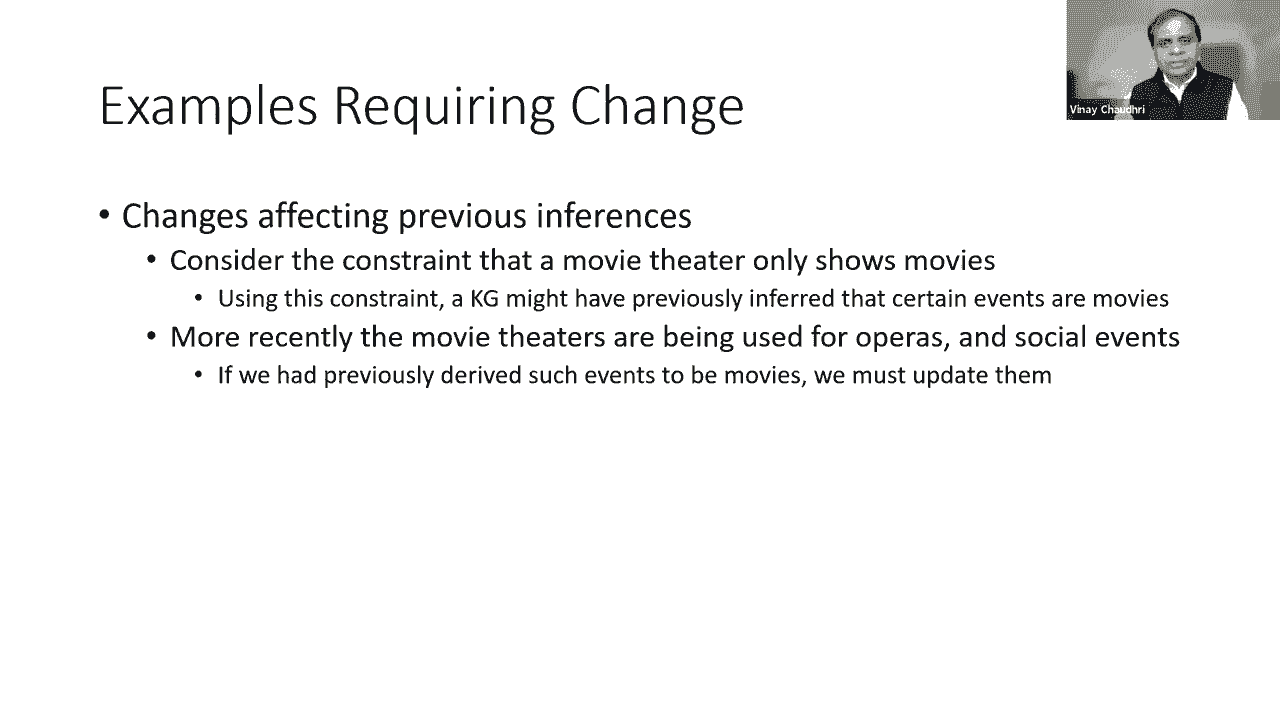 Examples Requiring Change
Vinay Chaudhri
• Changes affecting previous inferences
• Consider the constraint that a movie theater only shows movies
• Using this constraint, a KG might have previously inferred that certain events are movies
• More recently the movie theaters are being used for operas, and social events
• If we had previously derived such events to be movies, we must update them